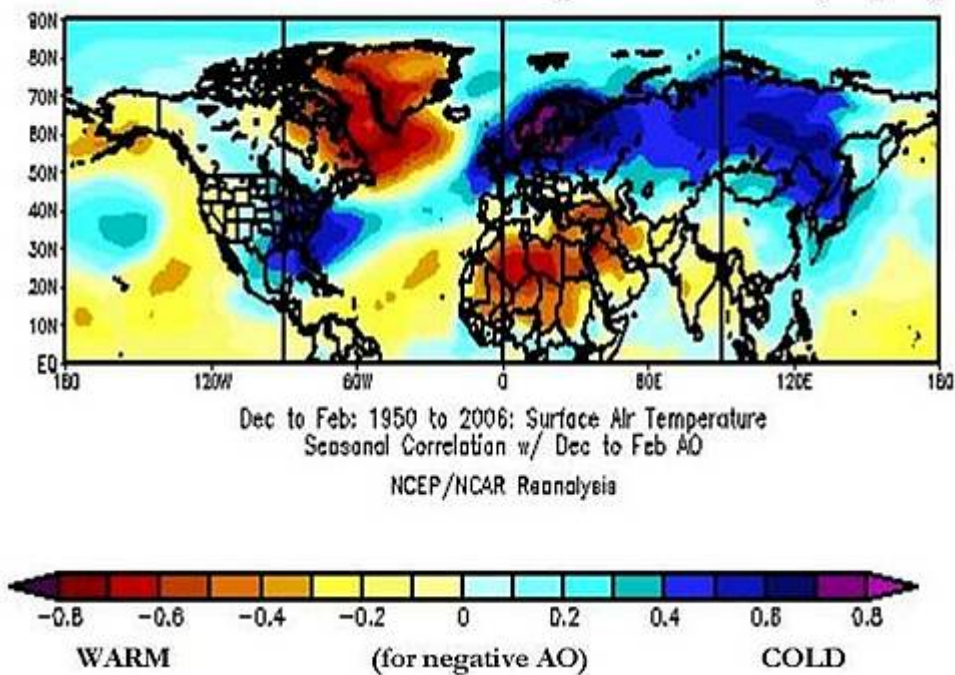 90N
80N
70N
60N
50N
40N
30N
20N
10N
EQ
180 120W 60W 0 60E 120E 180
Dec to Feb: 1950 to 2006: Surface Air Temperature
Seasonal Correlation w/ Dec to Feb AO
NCEP/NCAR Reanalysis
-0.8 -0.6 -0.4 -0.2 0 0.2 0.4 0.6 0.8
WARM (for negative AO) COLD